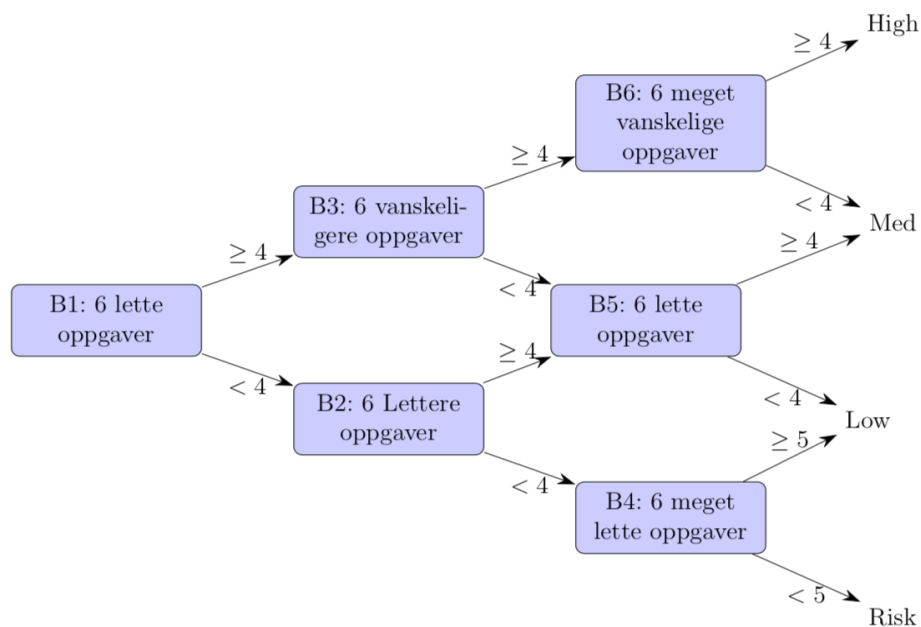 High
≥ 4
B6: 6 meget
vanskelige
oppgaver
≥ 4
< 4
B3: 6 vanskeli-
gere oppgaver
Med
≥ 4
≥ 4
< 4
B1: 6 lette
oppgaver
B5: 6 lette
oppgaver
≥ 4
< 4
B2: 6 Lettere
oppgaver
< 4
Low
≥ 5
< 4
B4: 6 meget
lette oppgaver
< 5
Risk